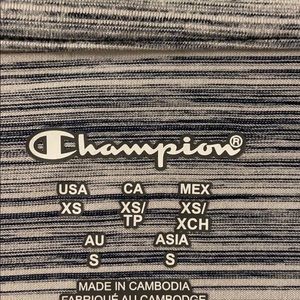 Champion®
USA CA MEX
XS XS/ XS/
TP XCH
AU ASIA
S S
MADE IN CAMBODIA
FABRIQUÉ AU CAMBODGE